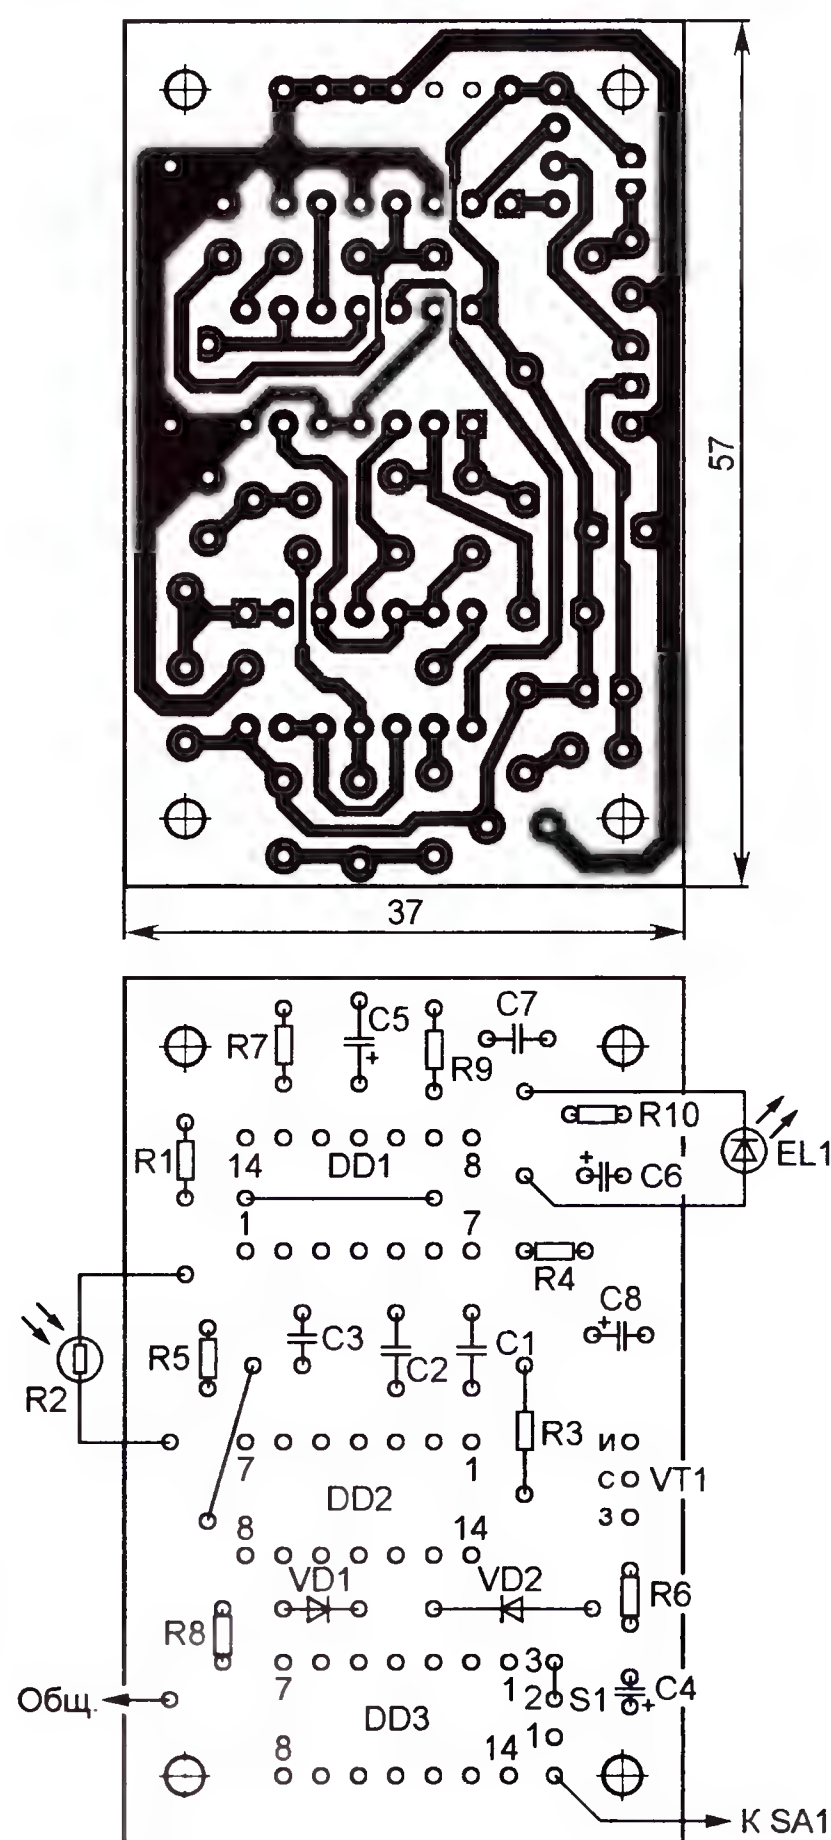 57
37
R7
C5
+
R9
C7
R10
EL1
R1
14
DD1
8
+
C6
1
7
R4
C8
+
R2
R5
C3
C2
C1
R3
И
С
VT1
З
7
1
DD2
8
14
VD1
VD2
R6
R8
Общ.
7
1
3
2
S1
C4
+
DD3
1
8
14
К SA1